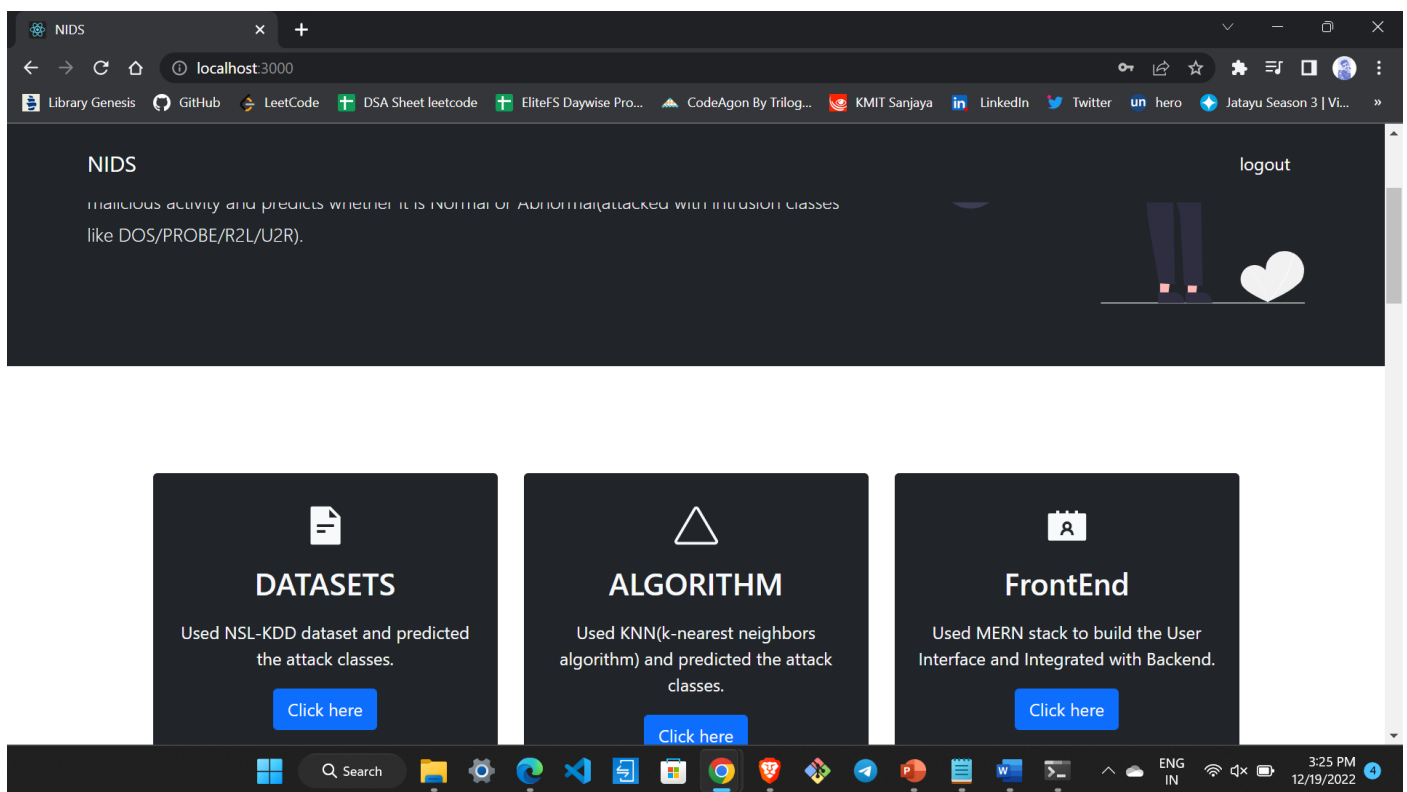 NIDS
localhost:3000
Library Genesis GitHub LeetCode DSA Sheet leetcode EliteFS Daywise Pro... CodeAgon By Trilog... KMIT Sanjaya in LinkedIn Twitter un hero Jatayu Season 3 | Vi... »
NIDS logout
malicious activity and predicts whether it is Normal or Abnormal(attacked with intrusion classes
like DOS/PROBE/R2L/U2R).
DATASETS
Used NSL-KDD dataset and predicted
the attack classes.
Click here
ALGORITHM
Used KNN(k-nearest neighbors
algorithm) and predicted the attack
classes.
Click here
FrontEnd
Used MERN stack to build the User
Interface and Integrated with Backend.
Click here
Search
ENG
IN
3:25 PM
12/19/2022
4